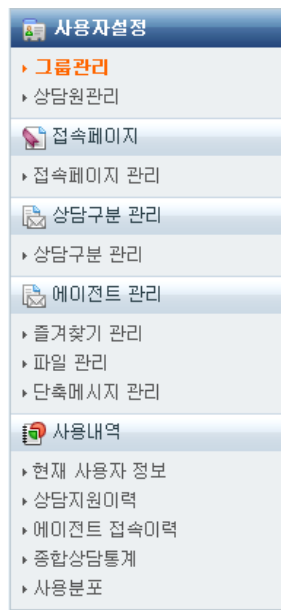 사용자설정
그룹관리
상담원관리
접속페이지
접속페이지 관리
상담구분 관리
상담구분 관리
에이전트 관리
즐겨찾기 관리
파일 관리
단축메시지 관리
사용내역
현재 사용자 정보
상담지원이력
에이전트 접속이력
종합상담통계
사용분포